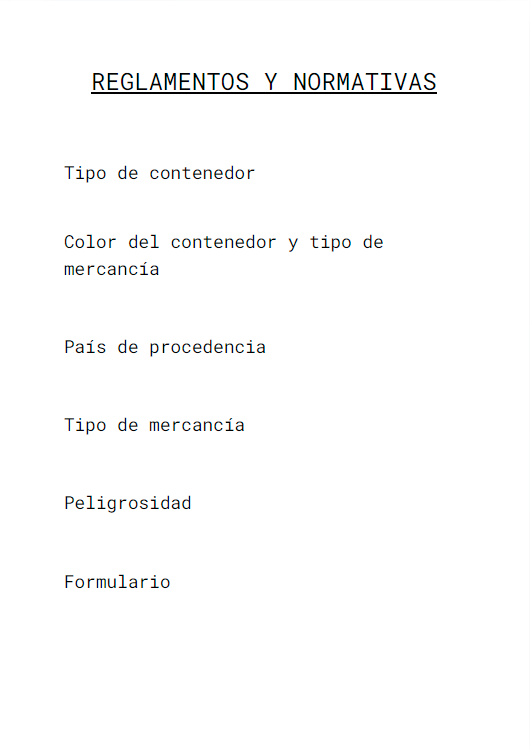 REGLAMENTOS Y NORMATIVAS
Tipo de contenedor
Color del contenedor y tipo de
mercancía
País de procedencia
Tipo de mercancía
Peligrosidad
Formulario